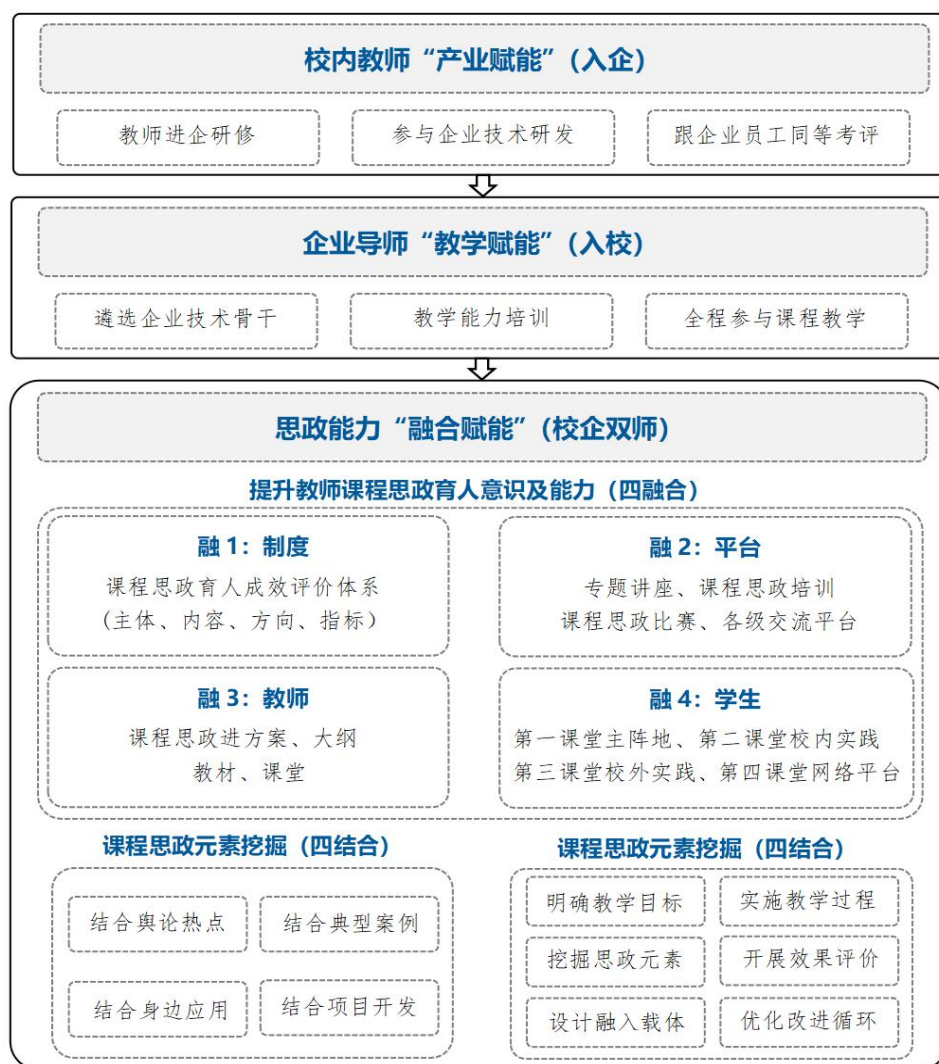 校内教师“产业赋能”(入企)
教师进企研修
参与企业技术研发
跟企业员工同等考评
企业导师“教学赋能”(入校)
遴选企业技术骨干
教学能力培训
全程参与课程教学
思政能力“融合赋能”(校企双师)
提升教师课程思政育人意识及能力(四融合)
融 1：制度
课程思政育人成效评价体系
(主体、内容、方向、指标)
融 2：平台
专题讲座、课程思政培训
课程思政比赛、各级交流平台
融 3：教师
课程思政进方案、大纲
教材、课堂
融 4：学生
第一课堂主阵地、第二课堂校内实践
第三课堂校外实践、第四课堂网络平台
课程思政元素挖掘(四结合)
结合舆论热点
结合典型案例
结合身边应用
结合项目开发
课程思政元素挖掘(四结合)
明确教学目标
实施教学过程
挖掘思政元素
开展效果评价
设计融入载体
优化改进循环